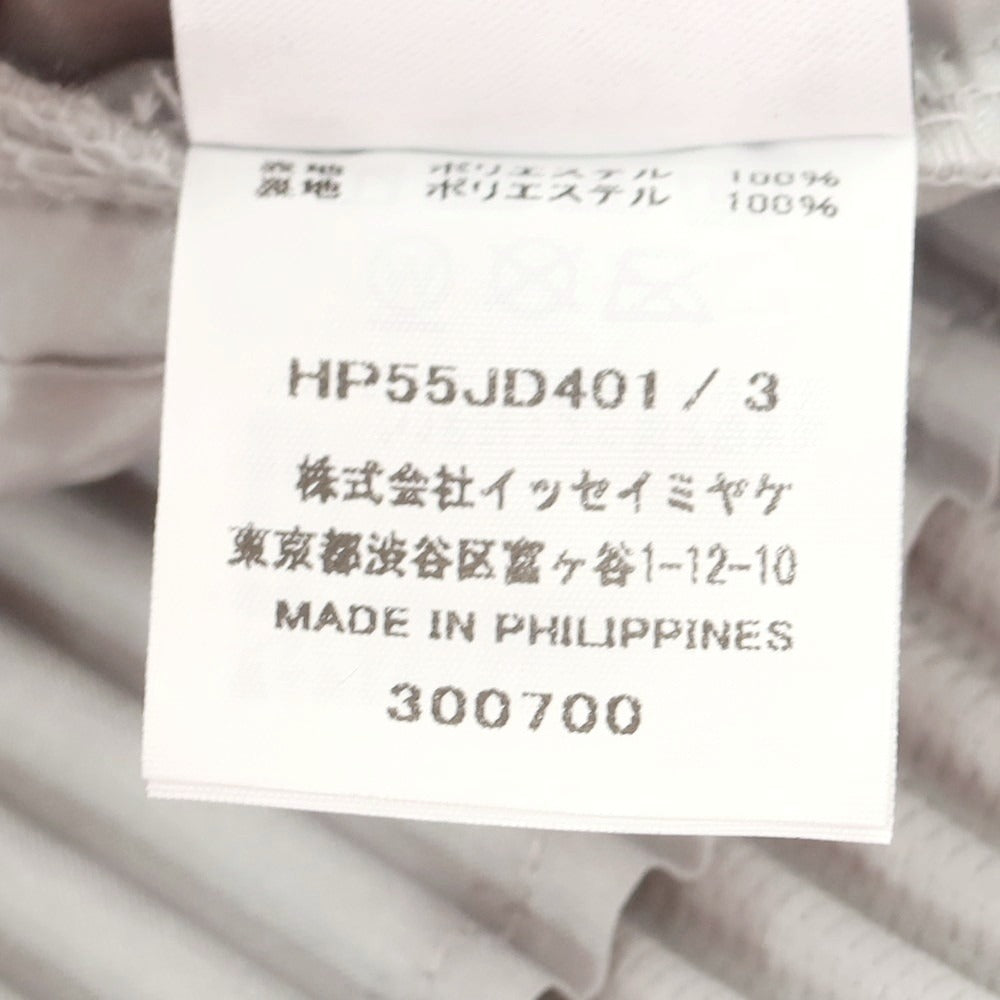 表地 ポリエステル 100%
裏地 ポリエステル 100%
HP55JD401 / 3
株式会社イッセイミヤケ
東京都渋谷区富ヶ谷1-12-10
MADE IN PHILIPPINES
300700